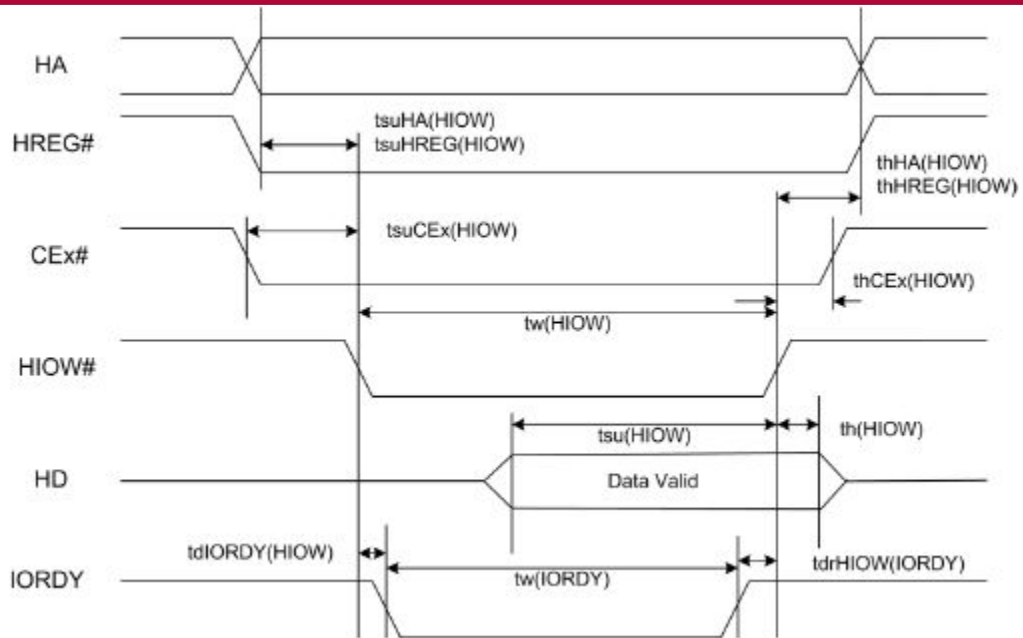 HA
tsuHA(HIOW)
HREG#
tsuHREG(HIOW)
thHA(HIOW)
thHREG(HIOW)
tsuCEx(HIOW)
CEx#
thCEx(HIOW)
tw(HIOW)
HIOW#
tsu(HIOW)
th(HIOW)
HD
Data Valid
tdIORDY(HIOW)
tdrHIOW(IORDY)
IORDY
tw(IORDY)